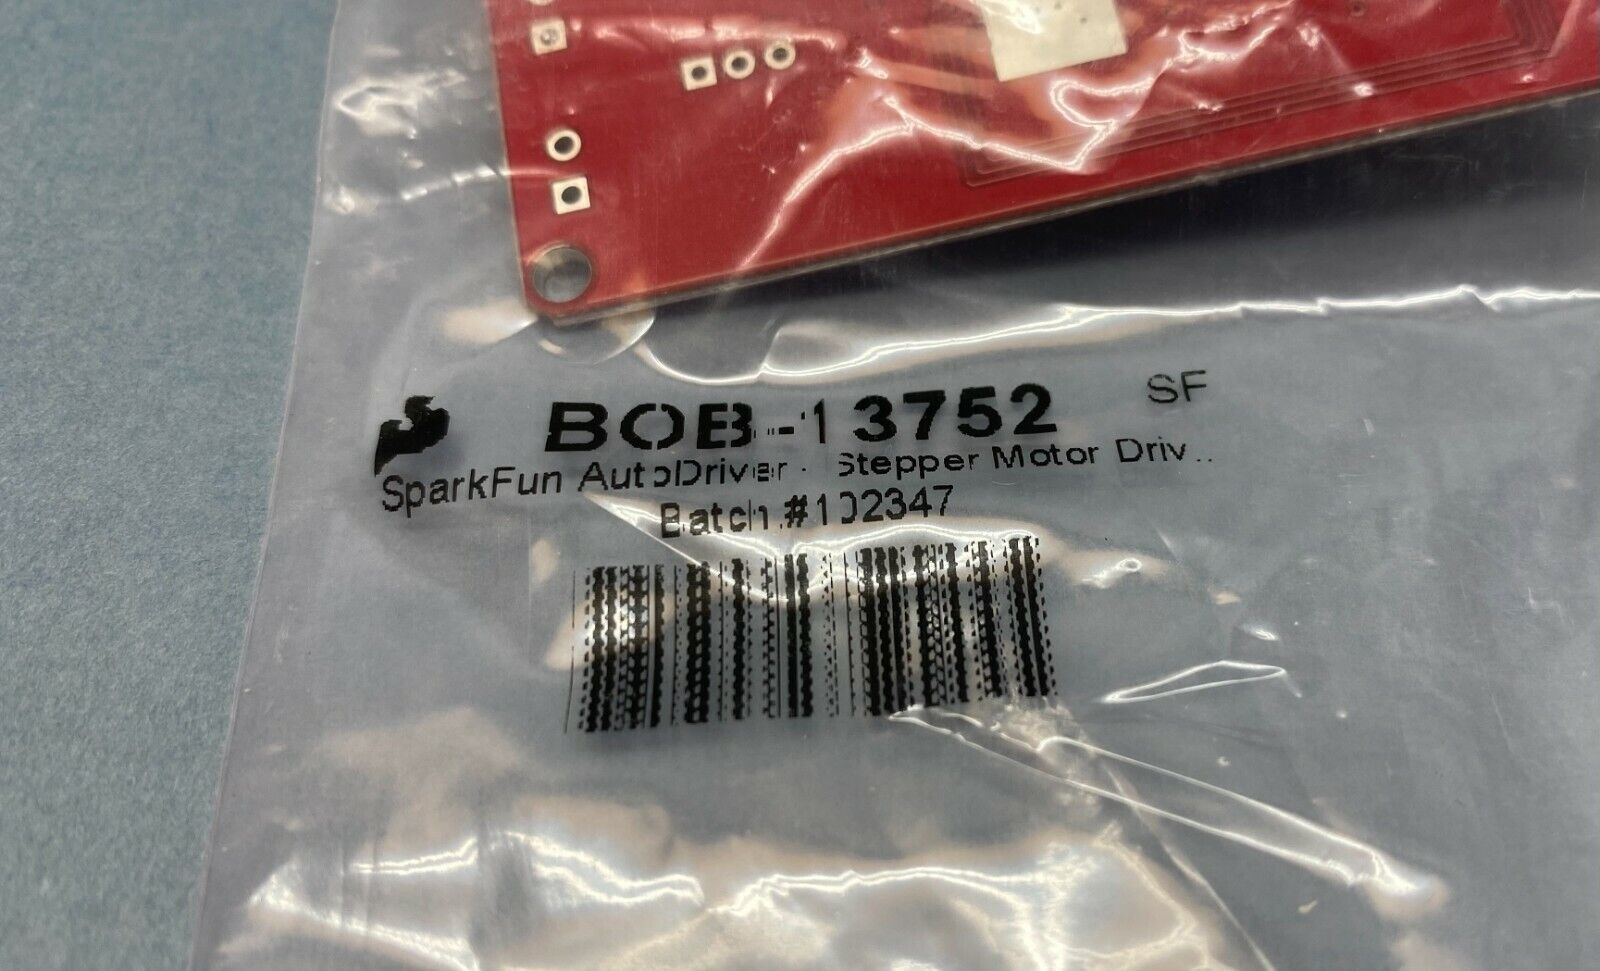 BOB-13752 SF
SparkFun AutoDriver - Stepper Motor Driv...
Batch #102347